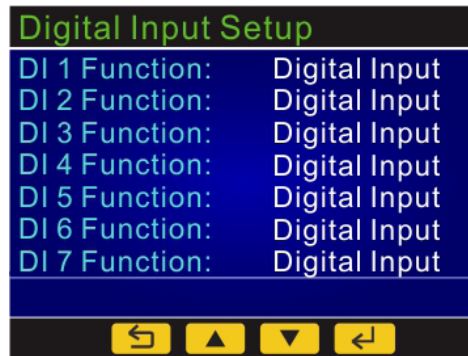 Digital Input Setup
DI 1 Function: Digital Input
DI 2 Function: Digital Input
DI 3 Function: Digital Input
DI 4 Function: Digital Input
DI 5 Function: Digital Input
DI 6 Function: Digital Input
DI 7 Function: Digital Input